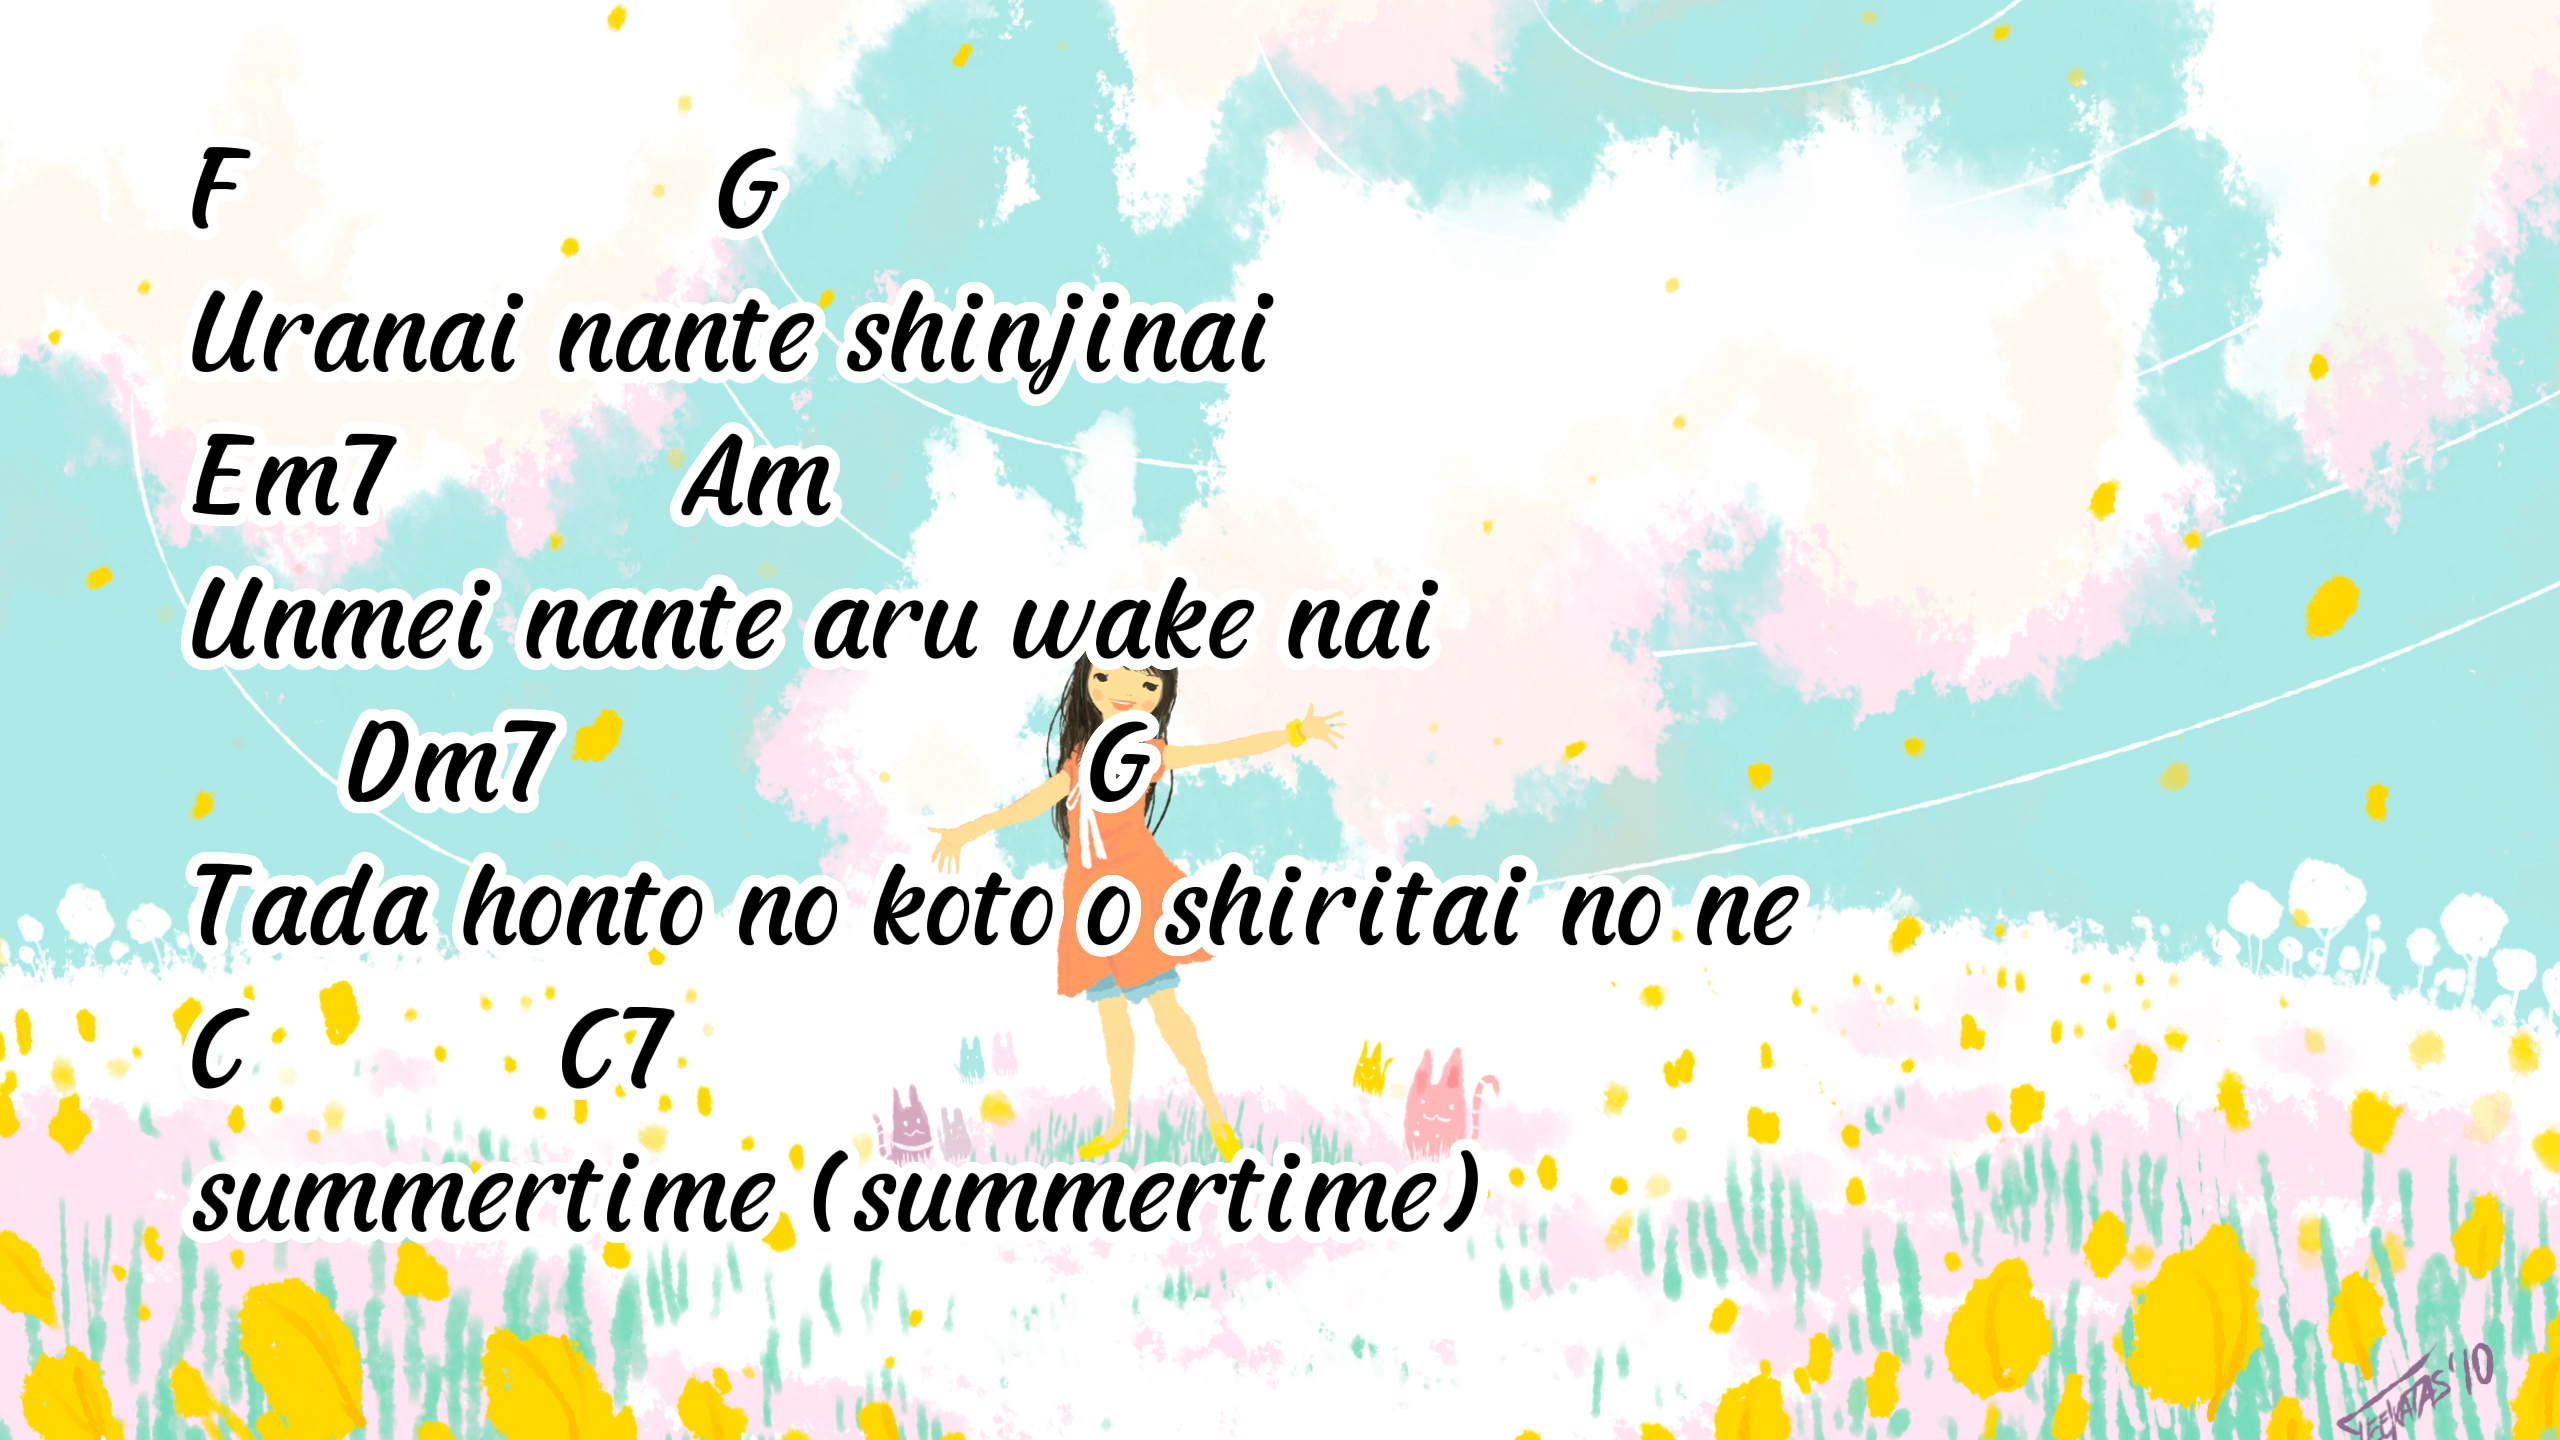 F G
Uranai nante shinjinai
Em7 Am
Unmei nante aru wake nai
Dm7 G
Tada honto no koto o shiritai no ne
C C7
summertime (summertime)